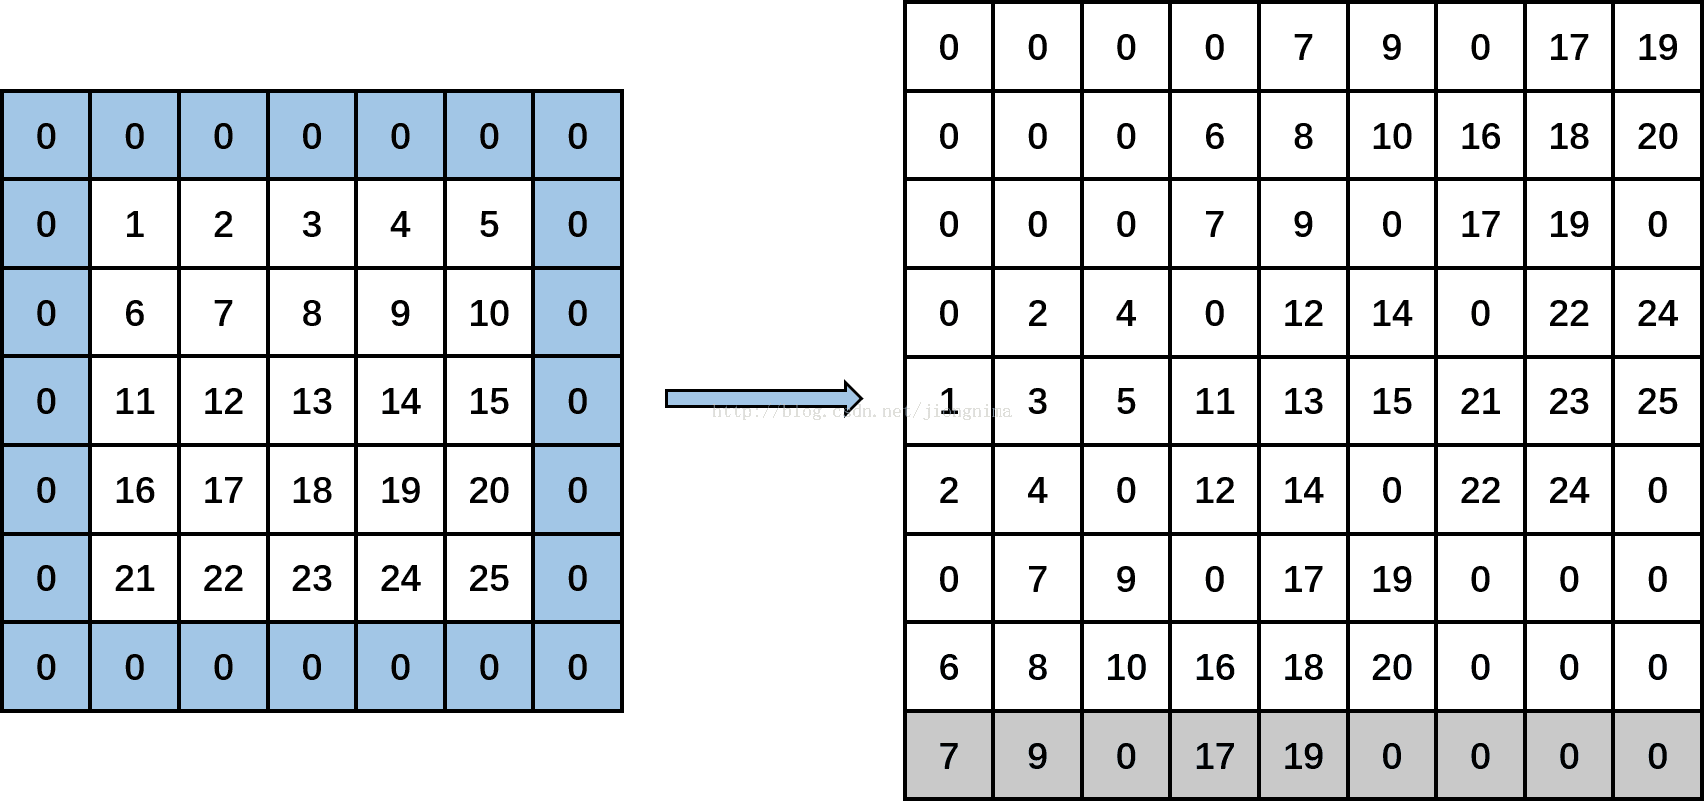 0 0 0 0 0 0 0
0 1 2 3 4 5 0
0 6 7 8 9 10 0
0 11 12 13 14 15 0
0 16 17 18 19 20 0
0 21 22 23 24 25 0
0 0 0 0 0 0 0
http://blog.csdn.net/jiongnima
0 0 0 0 7 9 0 17 19
0 0 0 6 8 10 16 18 20
0 0 0 7 9 0 17 19 0
0 2 4 0 12 14 0 22 24
1 3 5 11 13 15 21 23 25
2 4 0 12 14 0 22 24 0
0 7 9 0 17 19 0 0 0
6 8 10 16 18 20 0 0 0
7 9 0 17 19 0 0 0 0